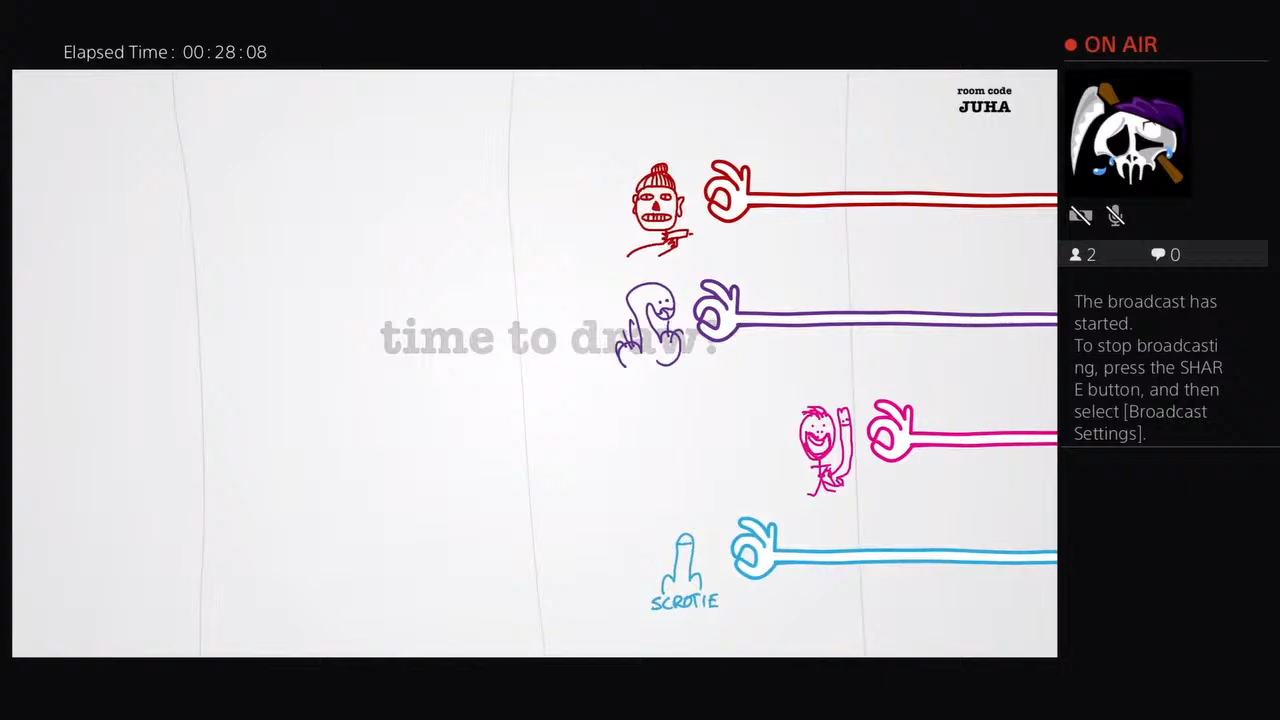 Elapsed Time: 00:28:08
ON AIR
room code
JUHA
2
0
time to draw!
The broadcast has
started.
To stop broadcasti
ng, press the SHAR
E button, and then
select [Broadcast
Settings].
SCROTIE